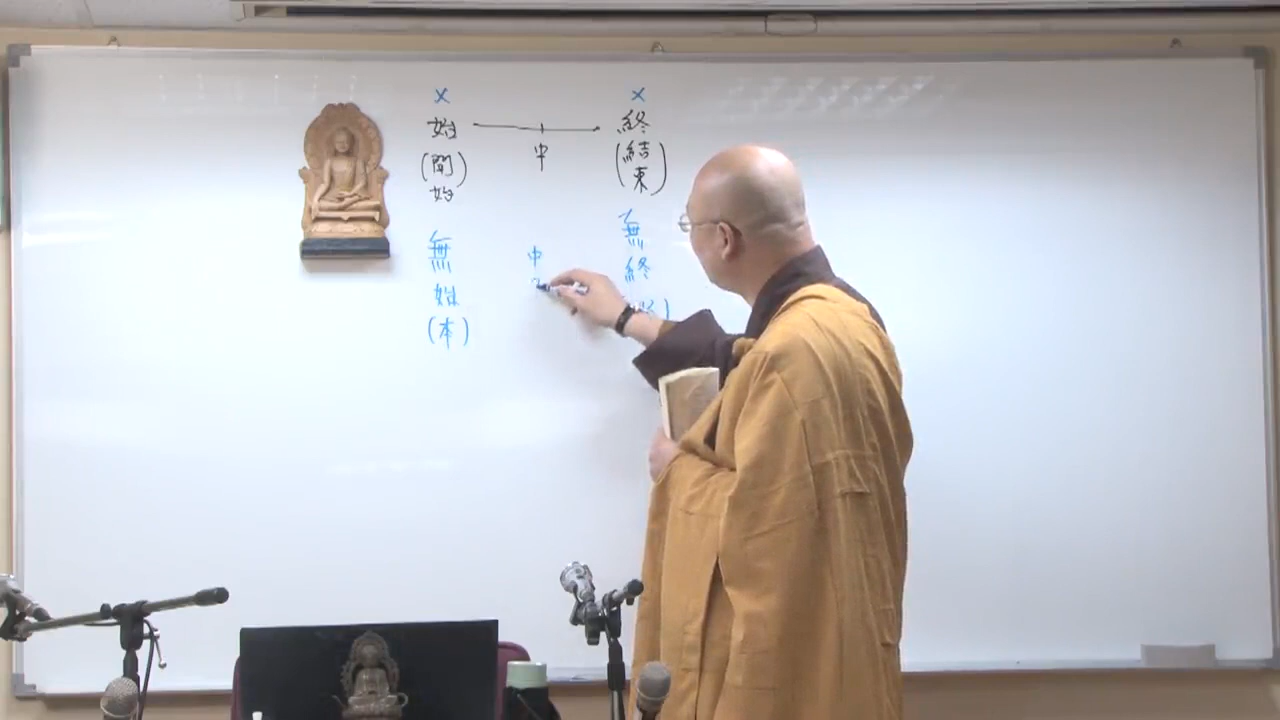 × ×
始 終
中
(開始) (結束)
中
無始 無終
(本)